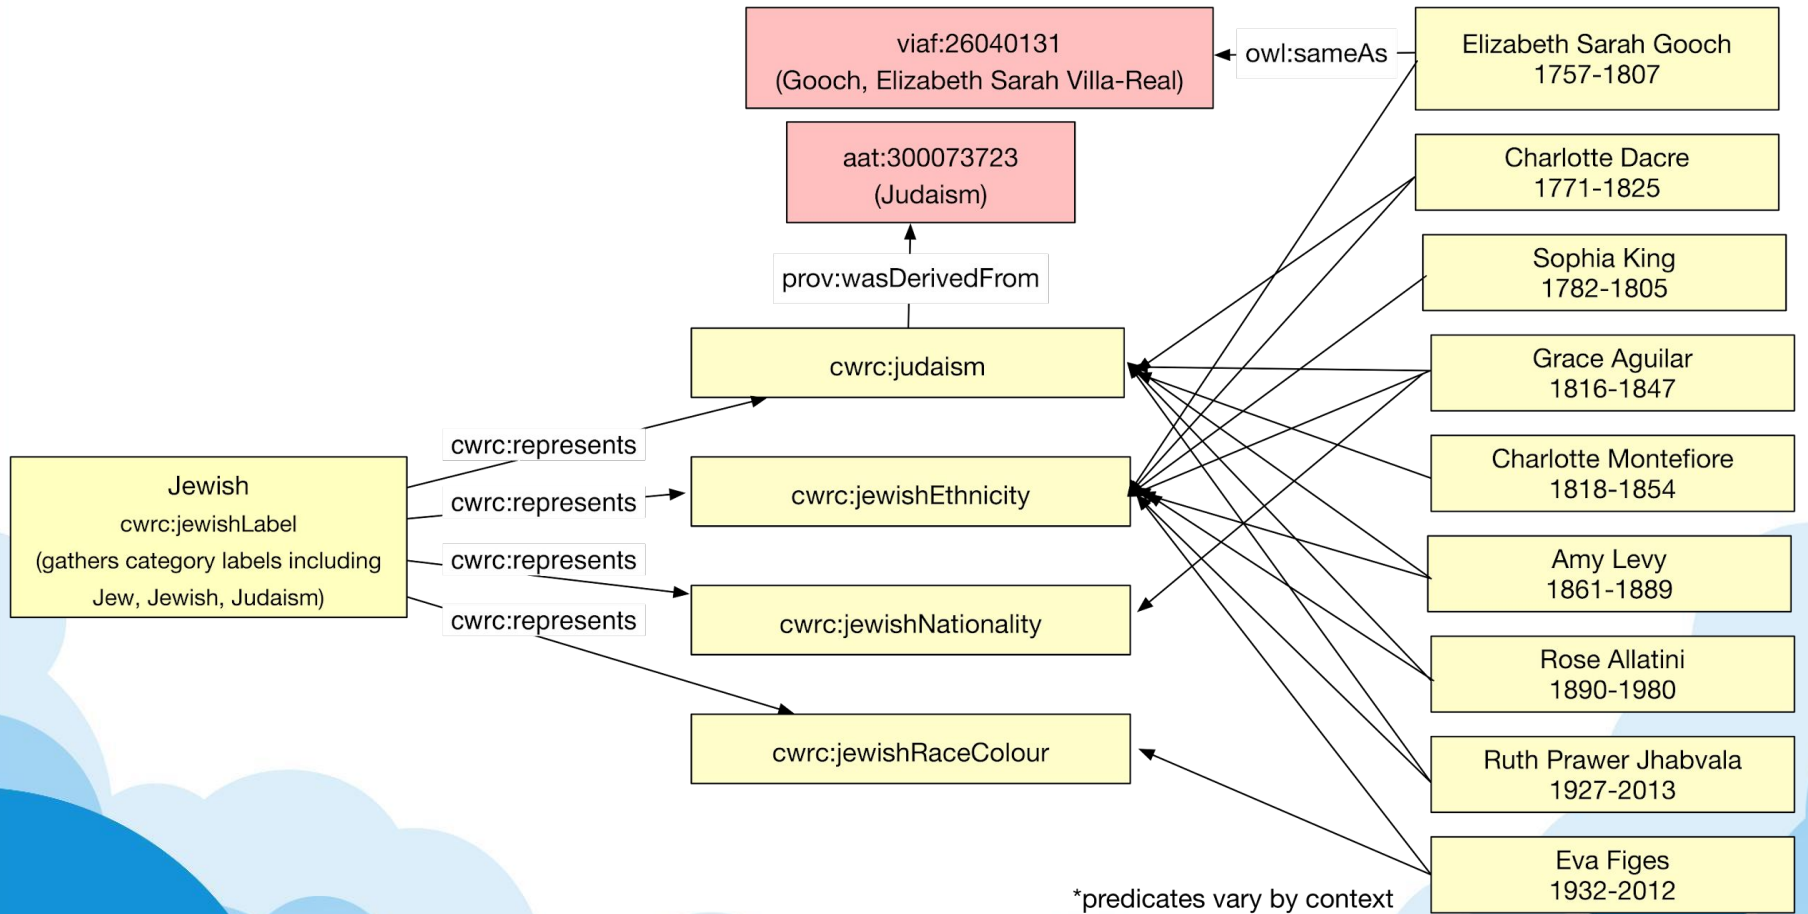 viaf:26040131
(Gooch, Elizabeth Sarah Villa-Real)
owl:sameAs
Elizabeth Sarah Gooch
1757-1807
aat:300073723
(Judaism)
Charlotte Dacre
1771-1825
prov:wasDerivedFrom
Sophia King
1782-1805
cwrc:judaism
Grace Aguilar
1816-1847
cwrc:represents
Charlotte Montefiore
1818-1854
Jewish
cwrc:jewishLabel
(gathers category labels including
Jew, Jewish, Judaism)
cwrc:represents
cwrc:jewishEthnicity
cwrc:represents
Amy Levy
1861-1889
cwrc:represents
cwrc:jewishNationality
Rose Allatini
1890-1980
cwrc:jewishRaceColour
Ruth Prawer Jhabvala
1927-2013
Eva Figes
1932-2012
*predicates vary by context